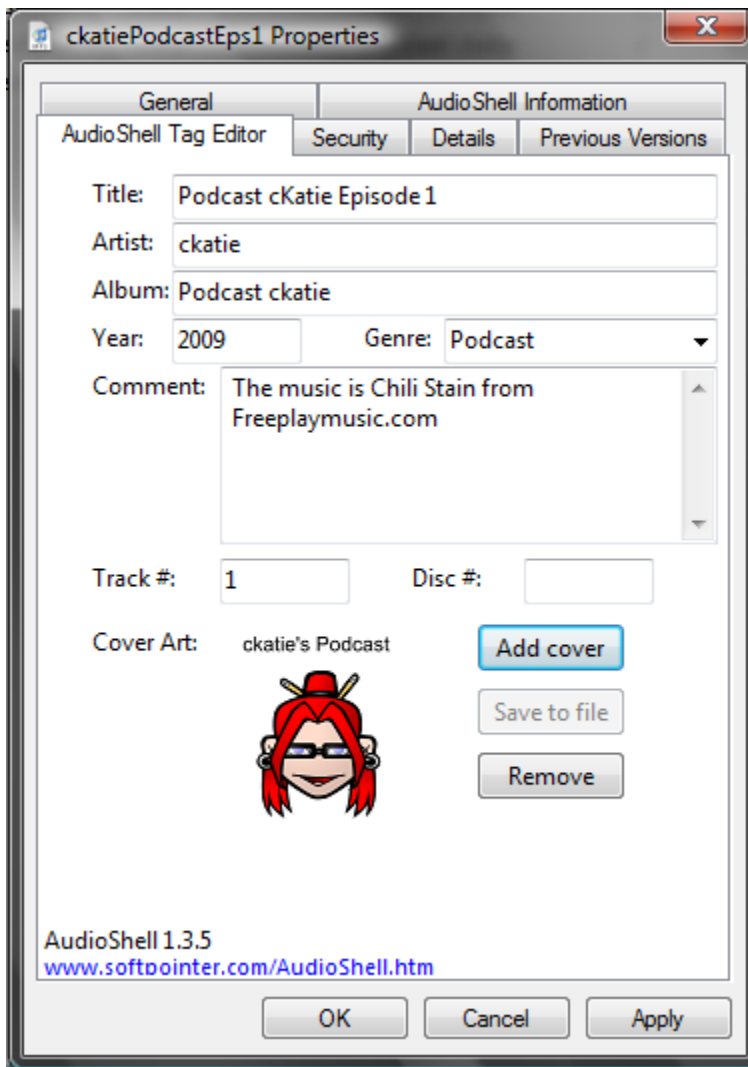 ckatiePodcastEps1 Properties
General
AudioShell Information
AudioShell Tag Editor
Security
Details
Previous Versions
Title: Podcast cKatie Episode 1
Artist: ckatie
Album: Podcast ckatie
Year: 2009 Genre: Podcast
Comment: The music is Chili Stain from
Freeplaymusic.com
Track #: 1 Disc #:
Cover Art: ckatie's Podcast Add cover
Save to file
Remove
AudioShell 1.3.5
www.softpointer.com/AudioShell.htm
OK Cancel Apply